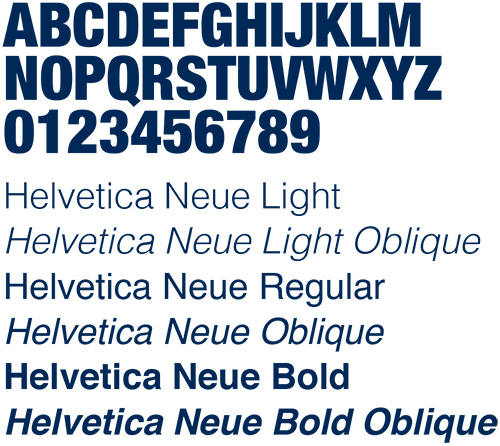 ABCDEFGHIJKLM
NOPQRSTUVWXYZ
0123456789
Helvetica Neue Light
Helvetica Neue Light Oblique
Helvetica Neue Regular
Helvetica Neue Oblique
Helvetica Neue Bold
Helvetica Neue Bold Oblique